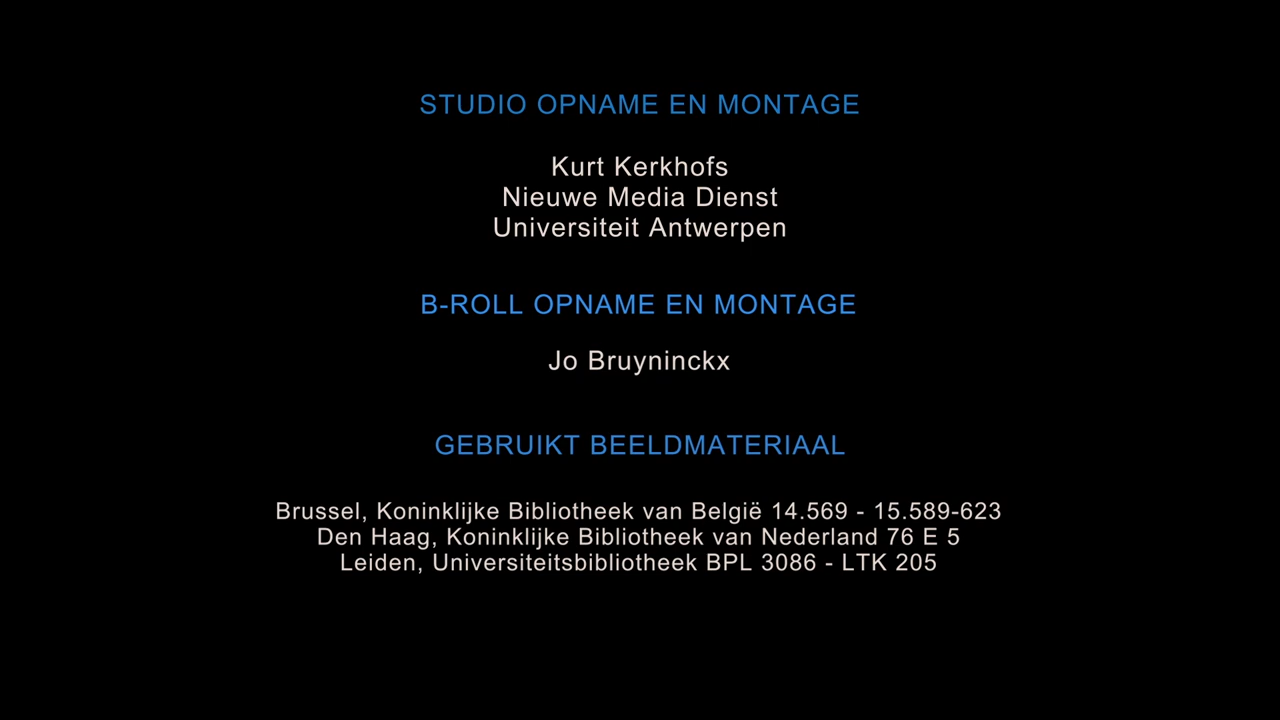 STUDIO OPNAME EN MONTAGE
Kurt Kerkhofs
Nieuwe Media Dienst
Universiteit Antwerpen
B-ROLL OPNAME EN MONTAGE
Jo Bruyninckx
GEBRUIKT BEELDMATERIAAL
Brussel, Koninklijke Bibliotheek van België 14.569 - 15.589-623
Den Haag, Koninklijke Bibliotheek van Nederland 76 E 5
Leiden, Universiteitsbibliotheek BPL 3086 - LTK 205